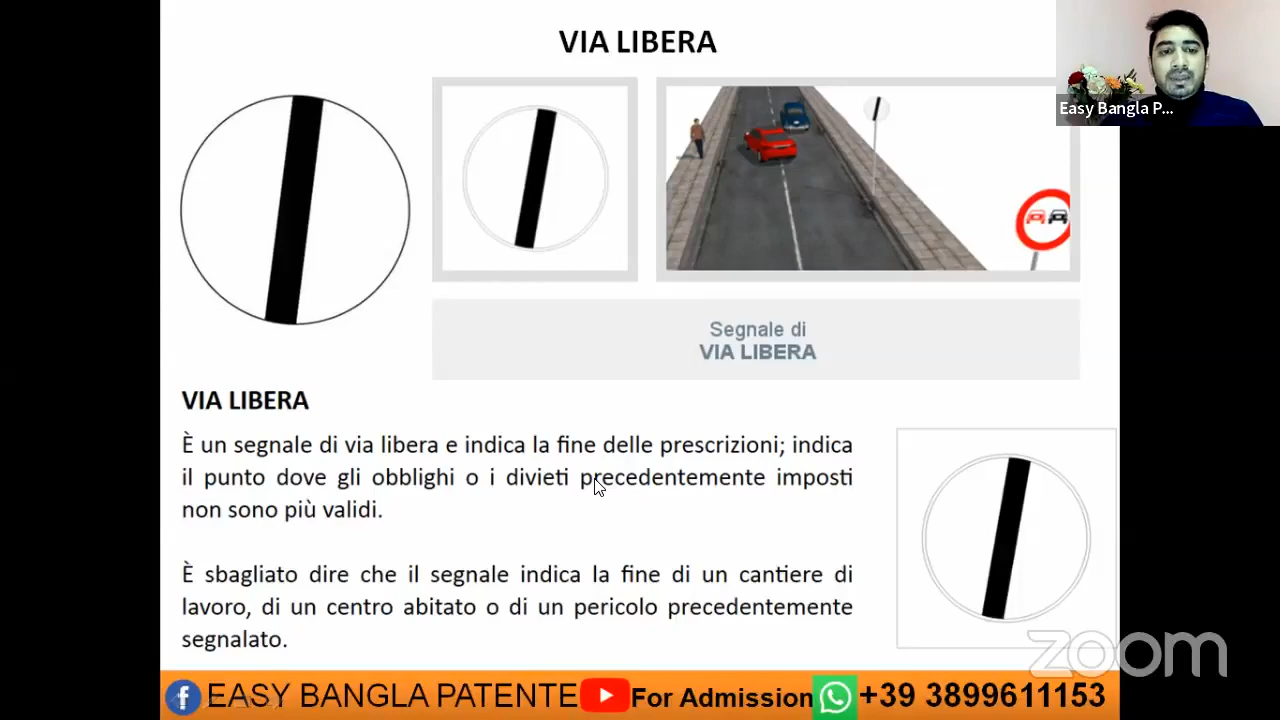 VIA LIBERA
Easy Bangla P...
Segnale di
VIA LIBERA
VIA LIBERA
È un segnale di via libera e indica la fine delle prescrizioni; indica
il punto dove gli obblighi o i divieti precedentemente imposti
non sono più validi.
È sbagliato dire che il segnale indica la fine di un cantiere di
lavoro, di un centro abitato o di un pericolo precedentemente
segnalato.
zoom
EASY BANGLA PATENTE For Admission +39 3899611153